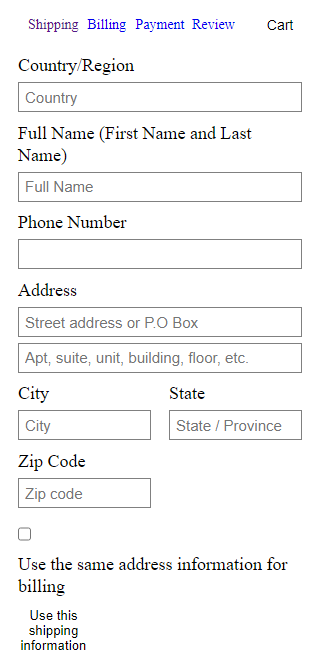 Shipping Billing Payment Review Cart
Country/Region
Country
Full Name (First Name and Last
Name)
Full Name
Phone Number
Address
Street address or P.O Box
Apt, suite, unit, building, floor, etc.
City State
City State / Province
Zip Code
Zip code
Use the same address information for
billing
Use this
shipping
information